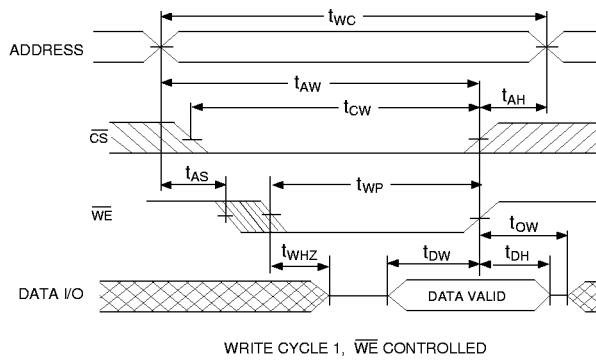 tWC
ADDRESS
tAW
tCW
tAH
CS
tAS
tWP
WE
tOW
tWHZ
tDW
tDH
DATA I/O
DATA VALID
WRITE CYCLE 1, WE CONTROLLED